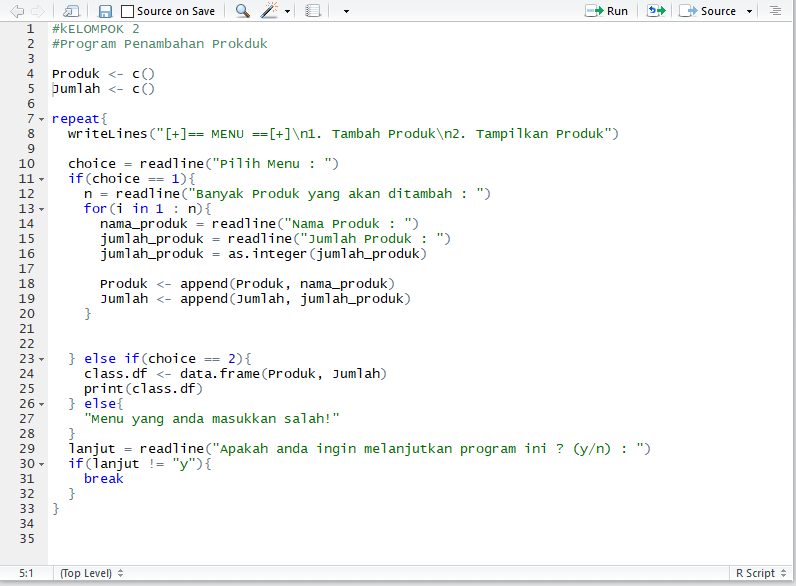 Source on Save Run Source
1 #kELOMPOK 2
2 #Program Penambahan Prokduk
3
4 Produk <- c()
5 Jumlah <- c()
6
7 repeat{
8   writeLines("[+]== MENU ==[+]\n1. Tambah Produk\n2. Tampilkan Produk")
9
10   choice = readline("Pilih Menu : ")
11   if(choice == 1){
12     n = readline("Banyak Produk yang akan ditambah : ")
13     for(i in 1 : n){
14       nama_produk = readline("Nama Produk : ")
15       jumlah_produk = readline("Jumlah Produk : ")
16       jumlah_produk = as.integer(jumlah_produk)
17
18       Produk <- append(Produk, nama_produk)
19       Jumlah <- append(Jumlah, jumlah_produk)
20     }
21
22
23   } else if(choice == 2){
24     class.df <- data.frame(Produk, Jumlah)
25     print(class.df)
26   } else{
27     "Menu yang anda masukkan salah!"
28   }
29   lanjut = readline("Apakah anda ingin melanjutkan program ini ? (y/n) : ")
30   if(lanjut != "y"){
31     break
32   }
33 }
34
35
5:1 (Top Level) R Script